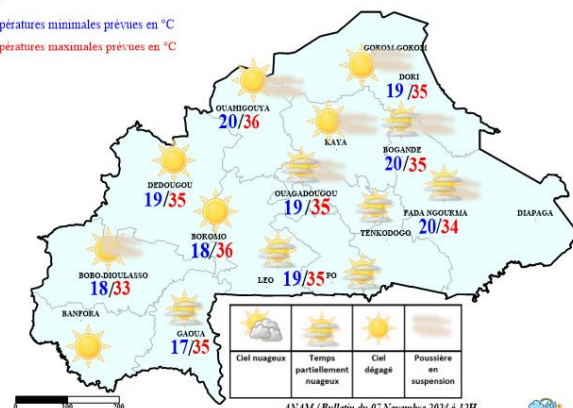 pératures minimales prévues en °C
pératures maximales prévues en °C
GOROM-GOROM
DORI
19/35
OUAHIGOUYA
20/36
KAYA
BOGANDE
20/35
DEDOUGOU
19/35
OUAGADOUGOU
19/35
FADA NGOURMA
20/34
DIAPAGA
TENKODOGO
BOROMO
18/36
BOBO-DIOULASSO
18/33
LEO
19/35
PO
BANFORA
GAOUA
17/35
Ciel nuageux
Temps partiellement nuageux
Ciel dégagé
Poussière en suspension
ANAM / Bulletin du 07 Novembre 2024 à 12H
0 100 200